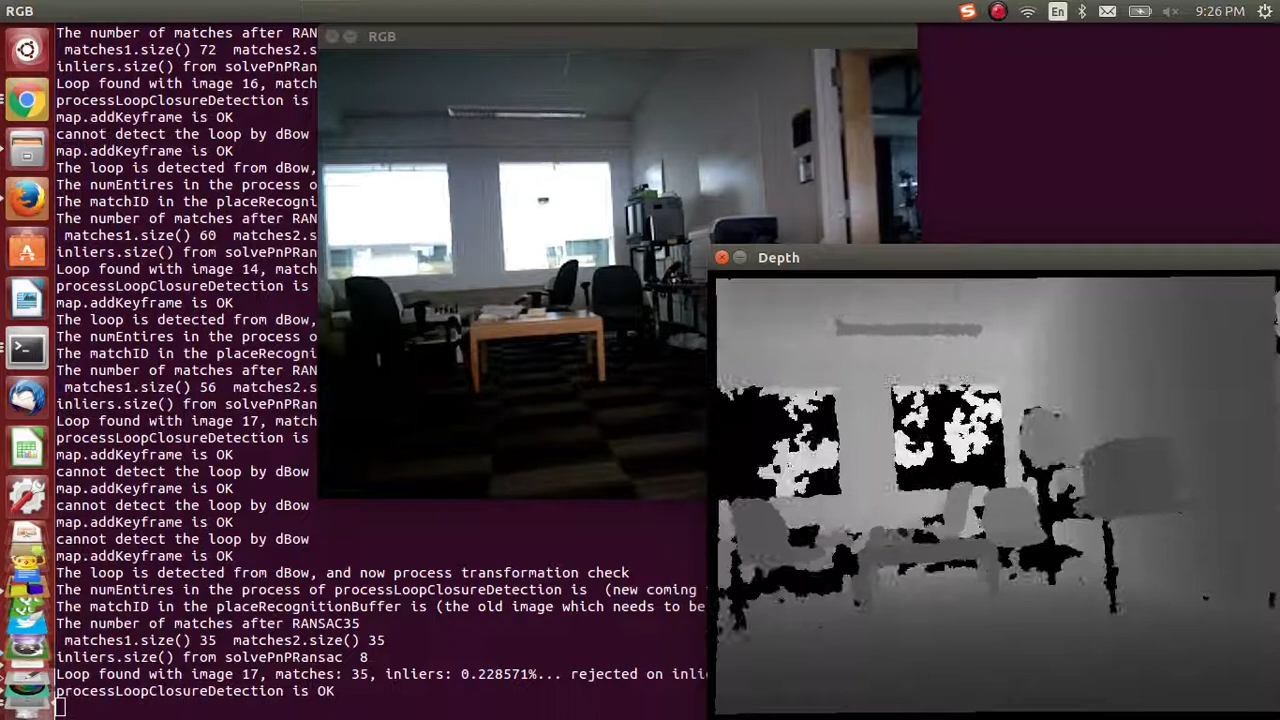 RGB
En
9:26 PM
The number of matches after RAN
matches1.size() 72 matches2.s
inliers.size() from solvePnPRan
Loop found with image 16, match
processLoopClosureDetection is
map.addKeyframe is OK
cannot detect the loop by dBow
map.addKeyframe is OK
The loop is detected from dBow,
The numEntires in the process o
The matchID in the placeRecogni
The number of matches after RAN
matches1.size() 60 matches2.s
inliers.size() from solvePnPRan
Loop found with image 14, match
processLoopClosureDetection is
map.addKeyframe is OK
The loop is detected from dBow,
The numEntires in the process o
The matchID in the placeRecogni
The number of matches after RAN
matches1.size() 56 matches2.s
inliers.size() from solvePnPRan
Loop found with image 17, match
processLoopClosureDetection is
map.addKeyframe is OK
cannot detect the loop by dBow
map.addKeyframe is OK
cannot detect the loop by dBow
map.addKeyframe is OK
cannot detect the loop by dBow
map.addKeyframe is OK
The loop is detected from dBow, and now process transformation check
The numEntires in the process of processLoopClosureDetection is (new coming
The matchID in the placeRecognitionBuffer is (the old image which needs to be
The number of matches after RANSAC35
matches1.size() 35 matches2.size() 35
inliers.size() from solvePnPRansac 8
Loop found with image 17, matches: 35, inliers: 0.228571%... rejected on inli
processLoopClosureDetection is OK
RGB
Depth